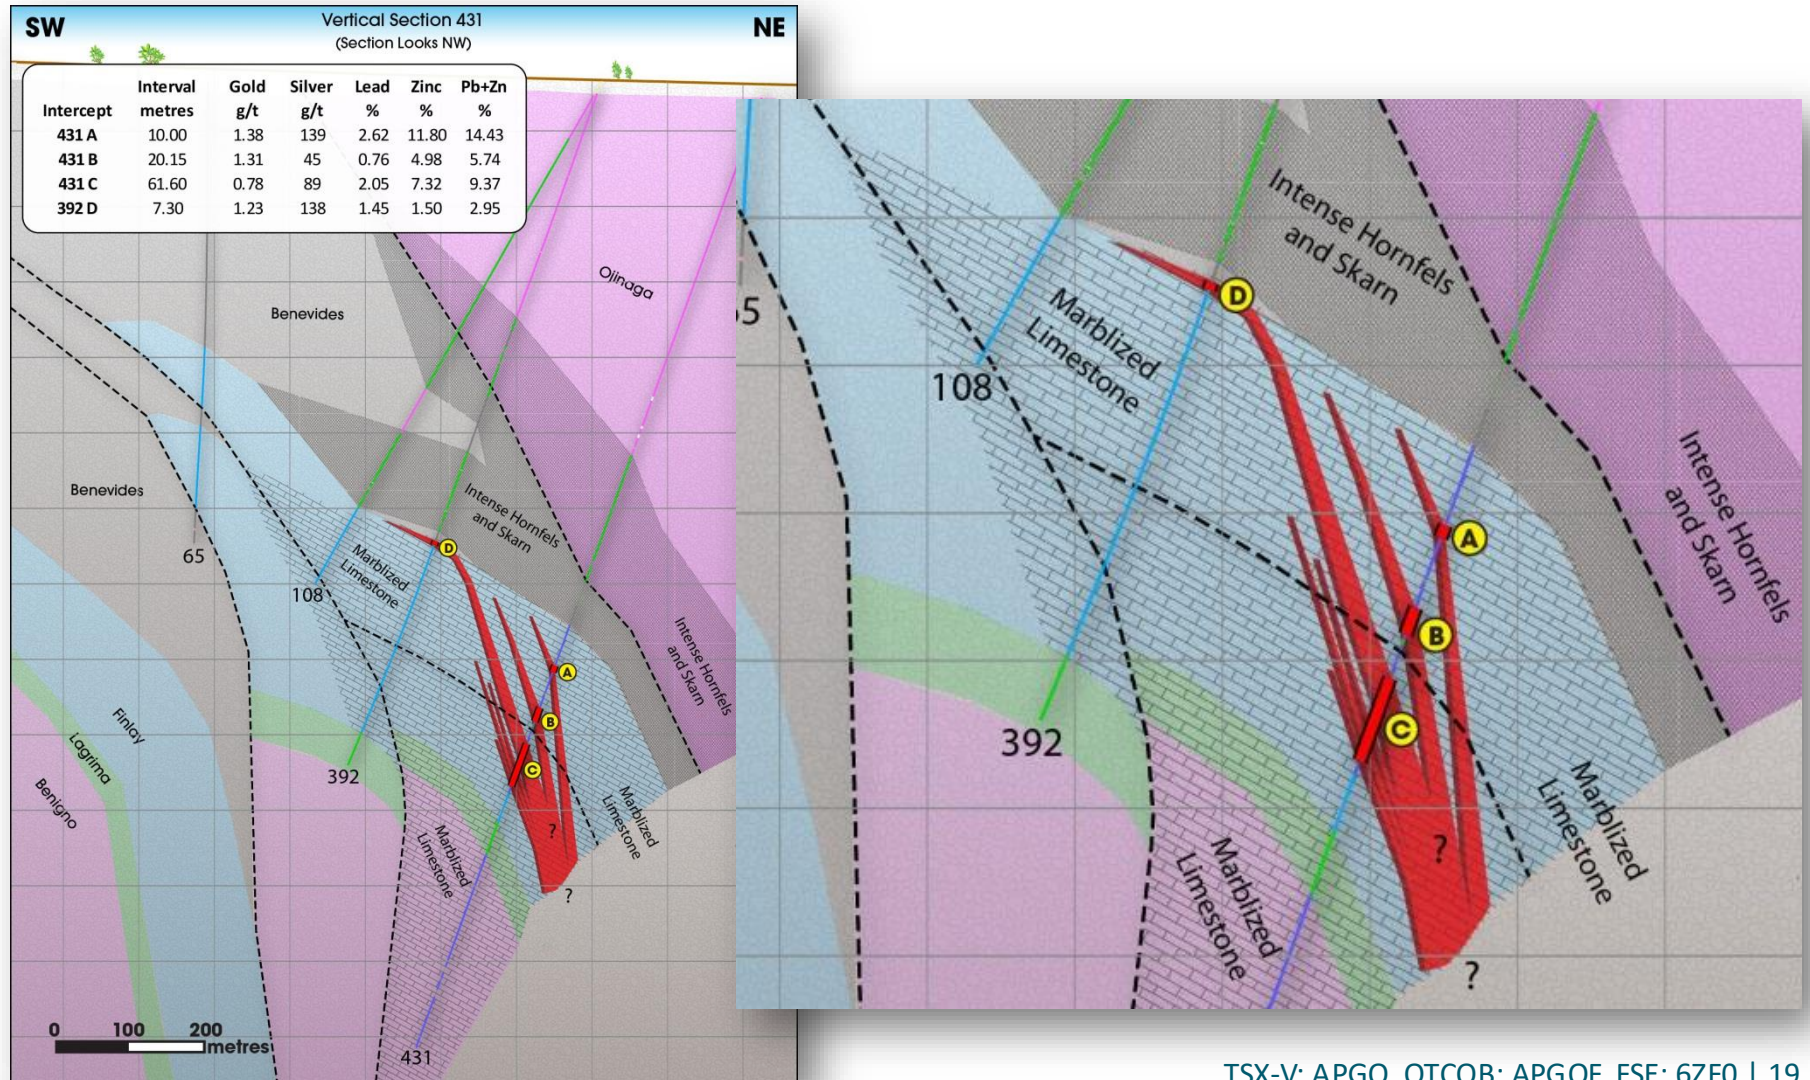 SW
Vertical Section 431
(Section Looks NW)
NE
Intercept Interval metres Gold g/t Silver g/t Lead % Zinc % Pb+Zn %
431 A 10.00 1.38 139 2.62 11.80 14.43
431 B 20.15 1.31 45 0.76 4.98 5.74
431 C 61.60 0.78 89 2.05 7.32 9.37
392 D 7.30 1.23 138 1.45 1.50 2.95
Ojinaga
Benevides
Benevides
Intense Hornfels
and Skarn
65
D
Marblized
Limestone
108
Intense Hornfels
and Skarn
A
B
C
Finlay
Lagrima
Benigno
392
Marblized
Limestone
Marblized
Limestone
?
?
0 100 200
metres
431
Intense Hornfels
and Skarn
D
Marblized
Limestone
65
108
Intense Hornfels
and Skarn
A
B
C
392
Marblized
Limestone
Marblized
Limestone
?
?
TSX-V: APGO, OTCQB: APGOF, FSE: 6ZF0 | 19